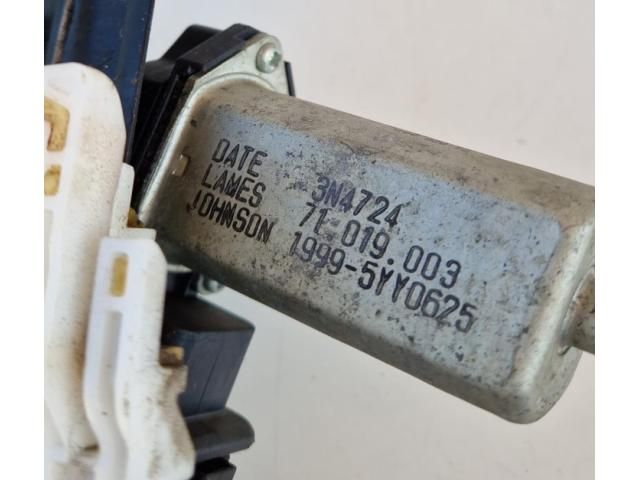 DATE 3N4724
LAMES 71.019.003
JOHNSON 1999-5YY0625